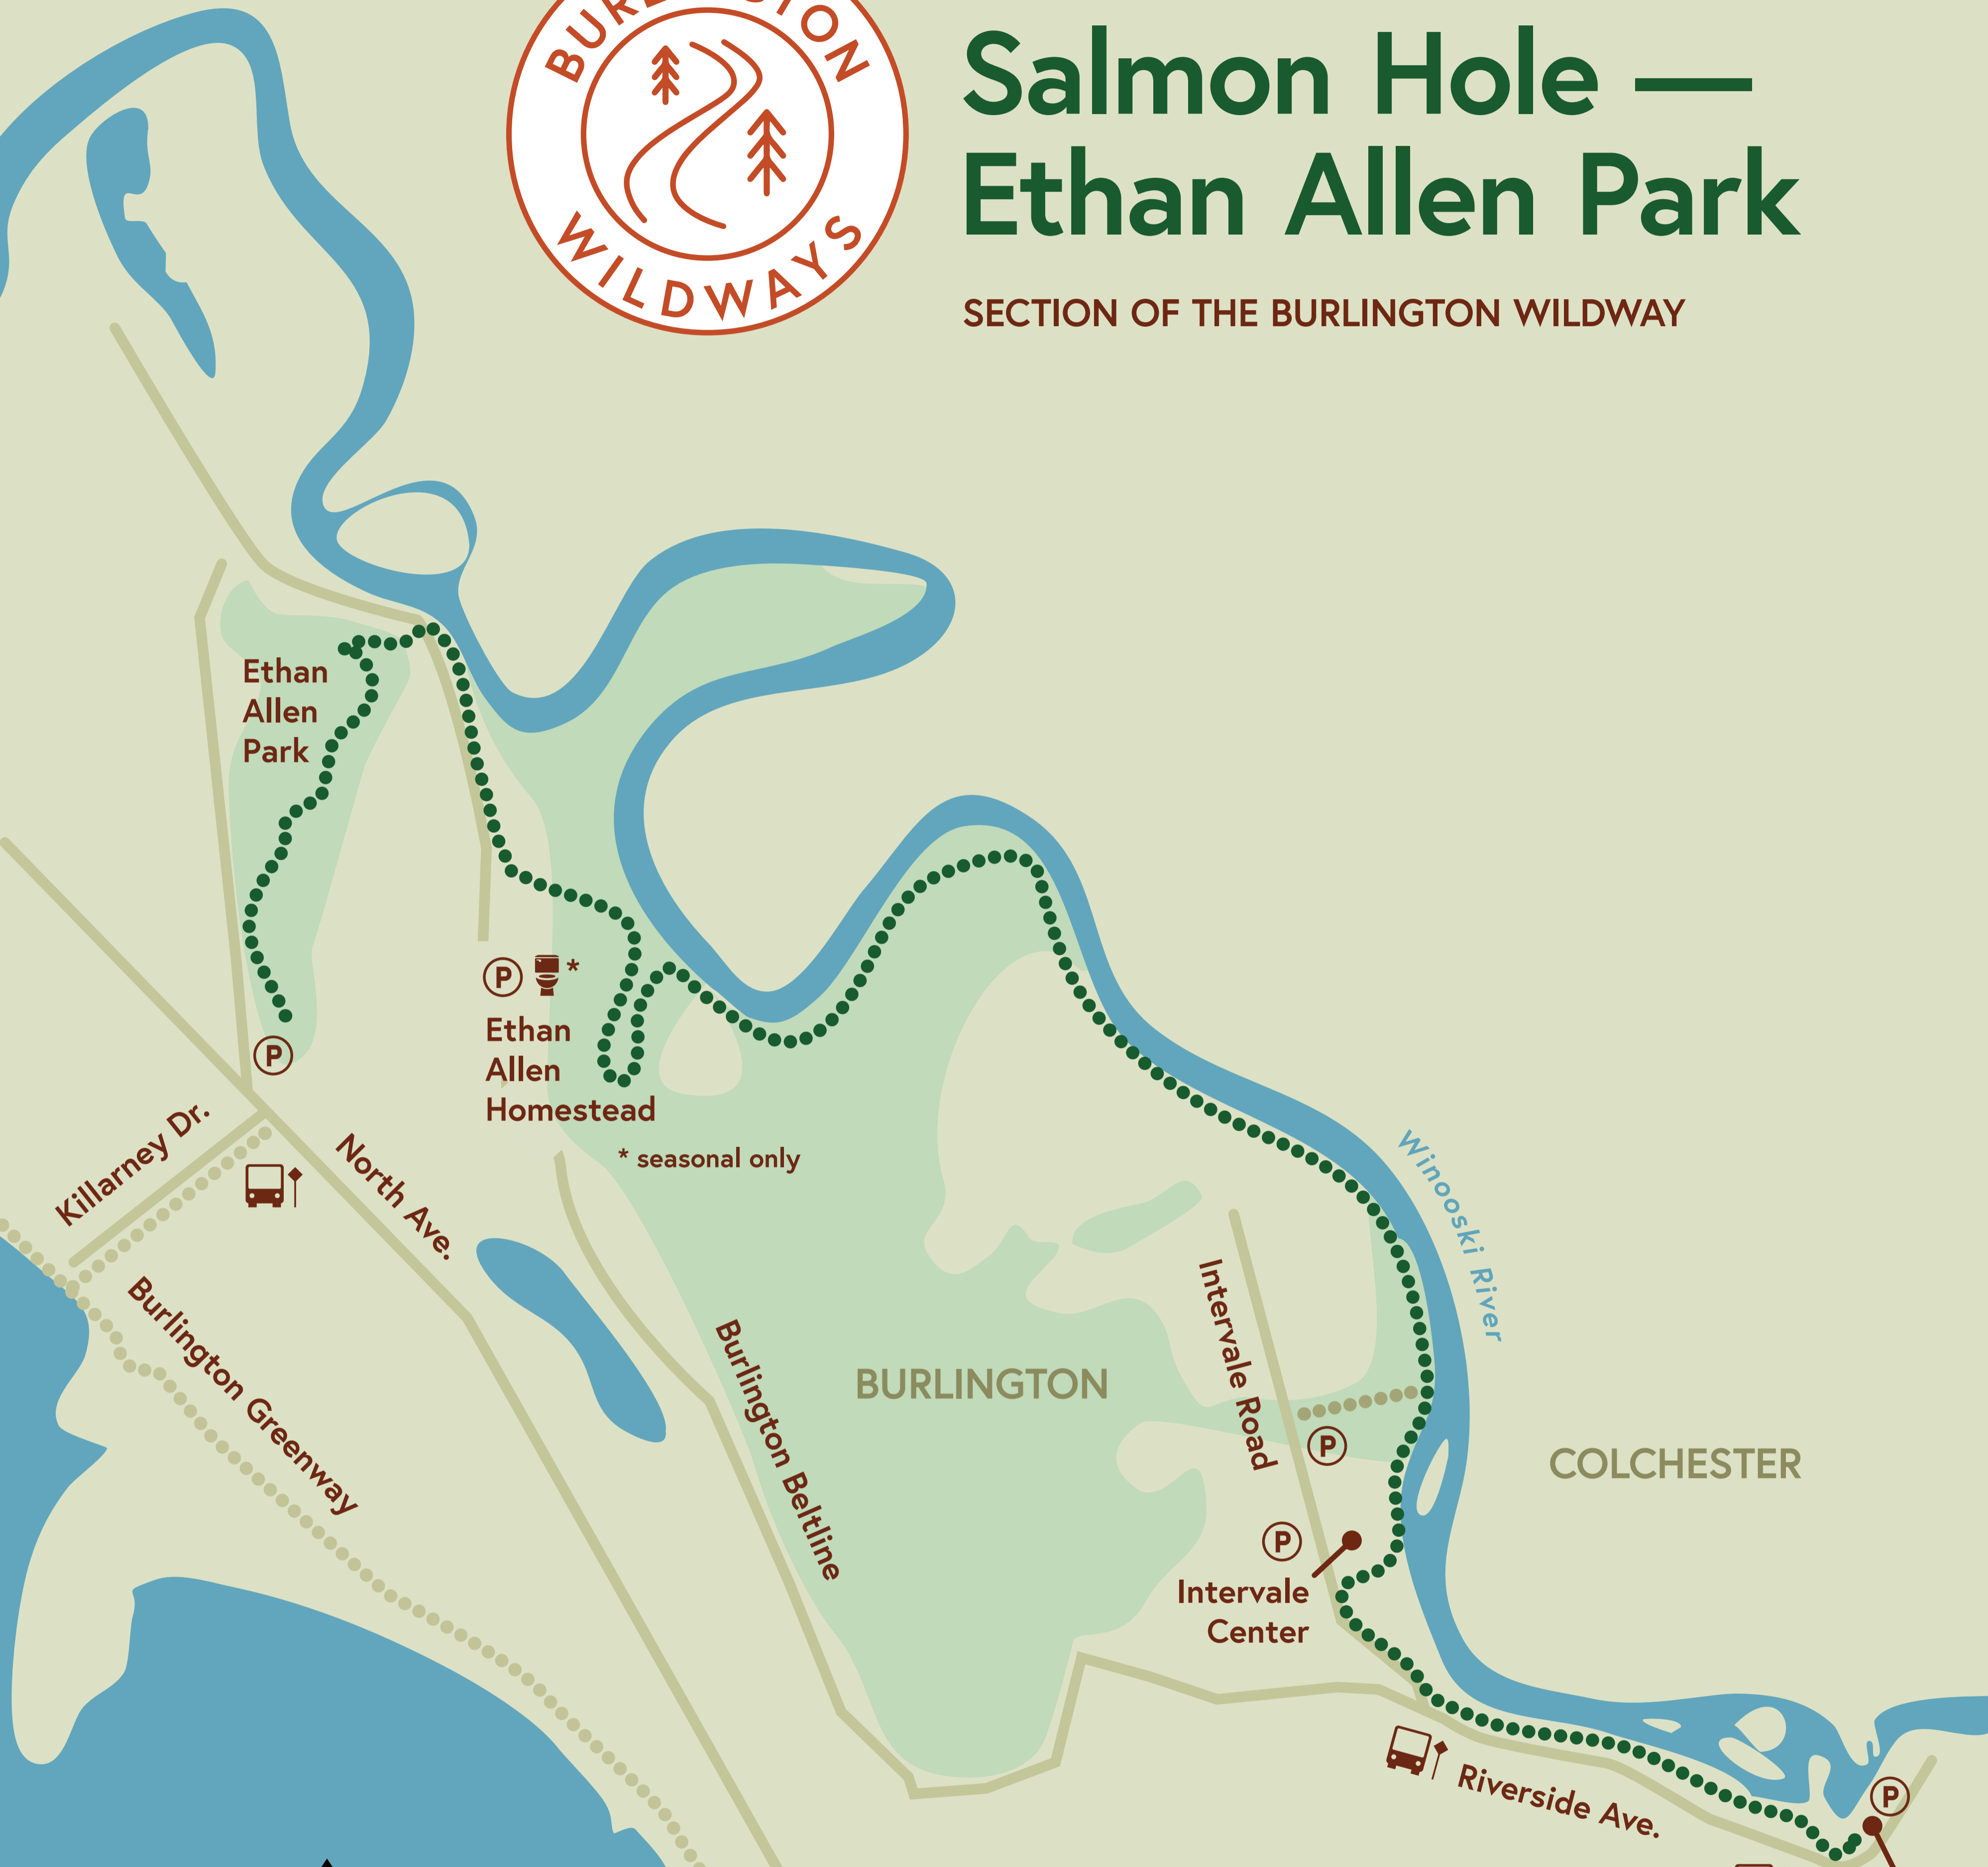 WILDWAYS
Salmon Hole —
Ethan Allen Park
SECTION OF THE BURLINGTON WILDWAY
Ethan
Allen
Park
P
*
Ethan
Allen
Homestead
* seasonal only
P
Killarney Dr.
North Ave.
Burlington Greenway
Burlington Beltline
BURLINGTON
Winooski River
Intervale Road
P
COLCHESTER
P
Intervale
Center
Riverside Ave.
P